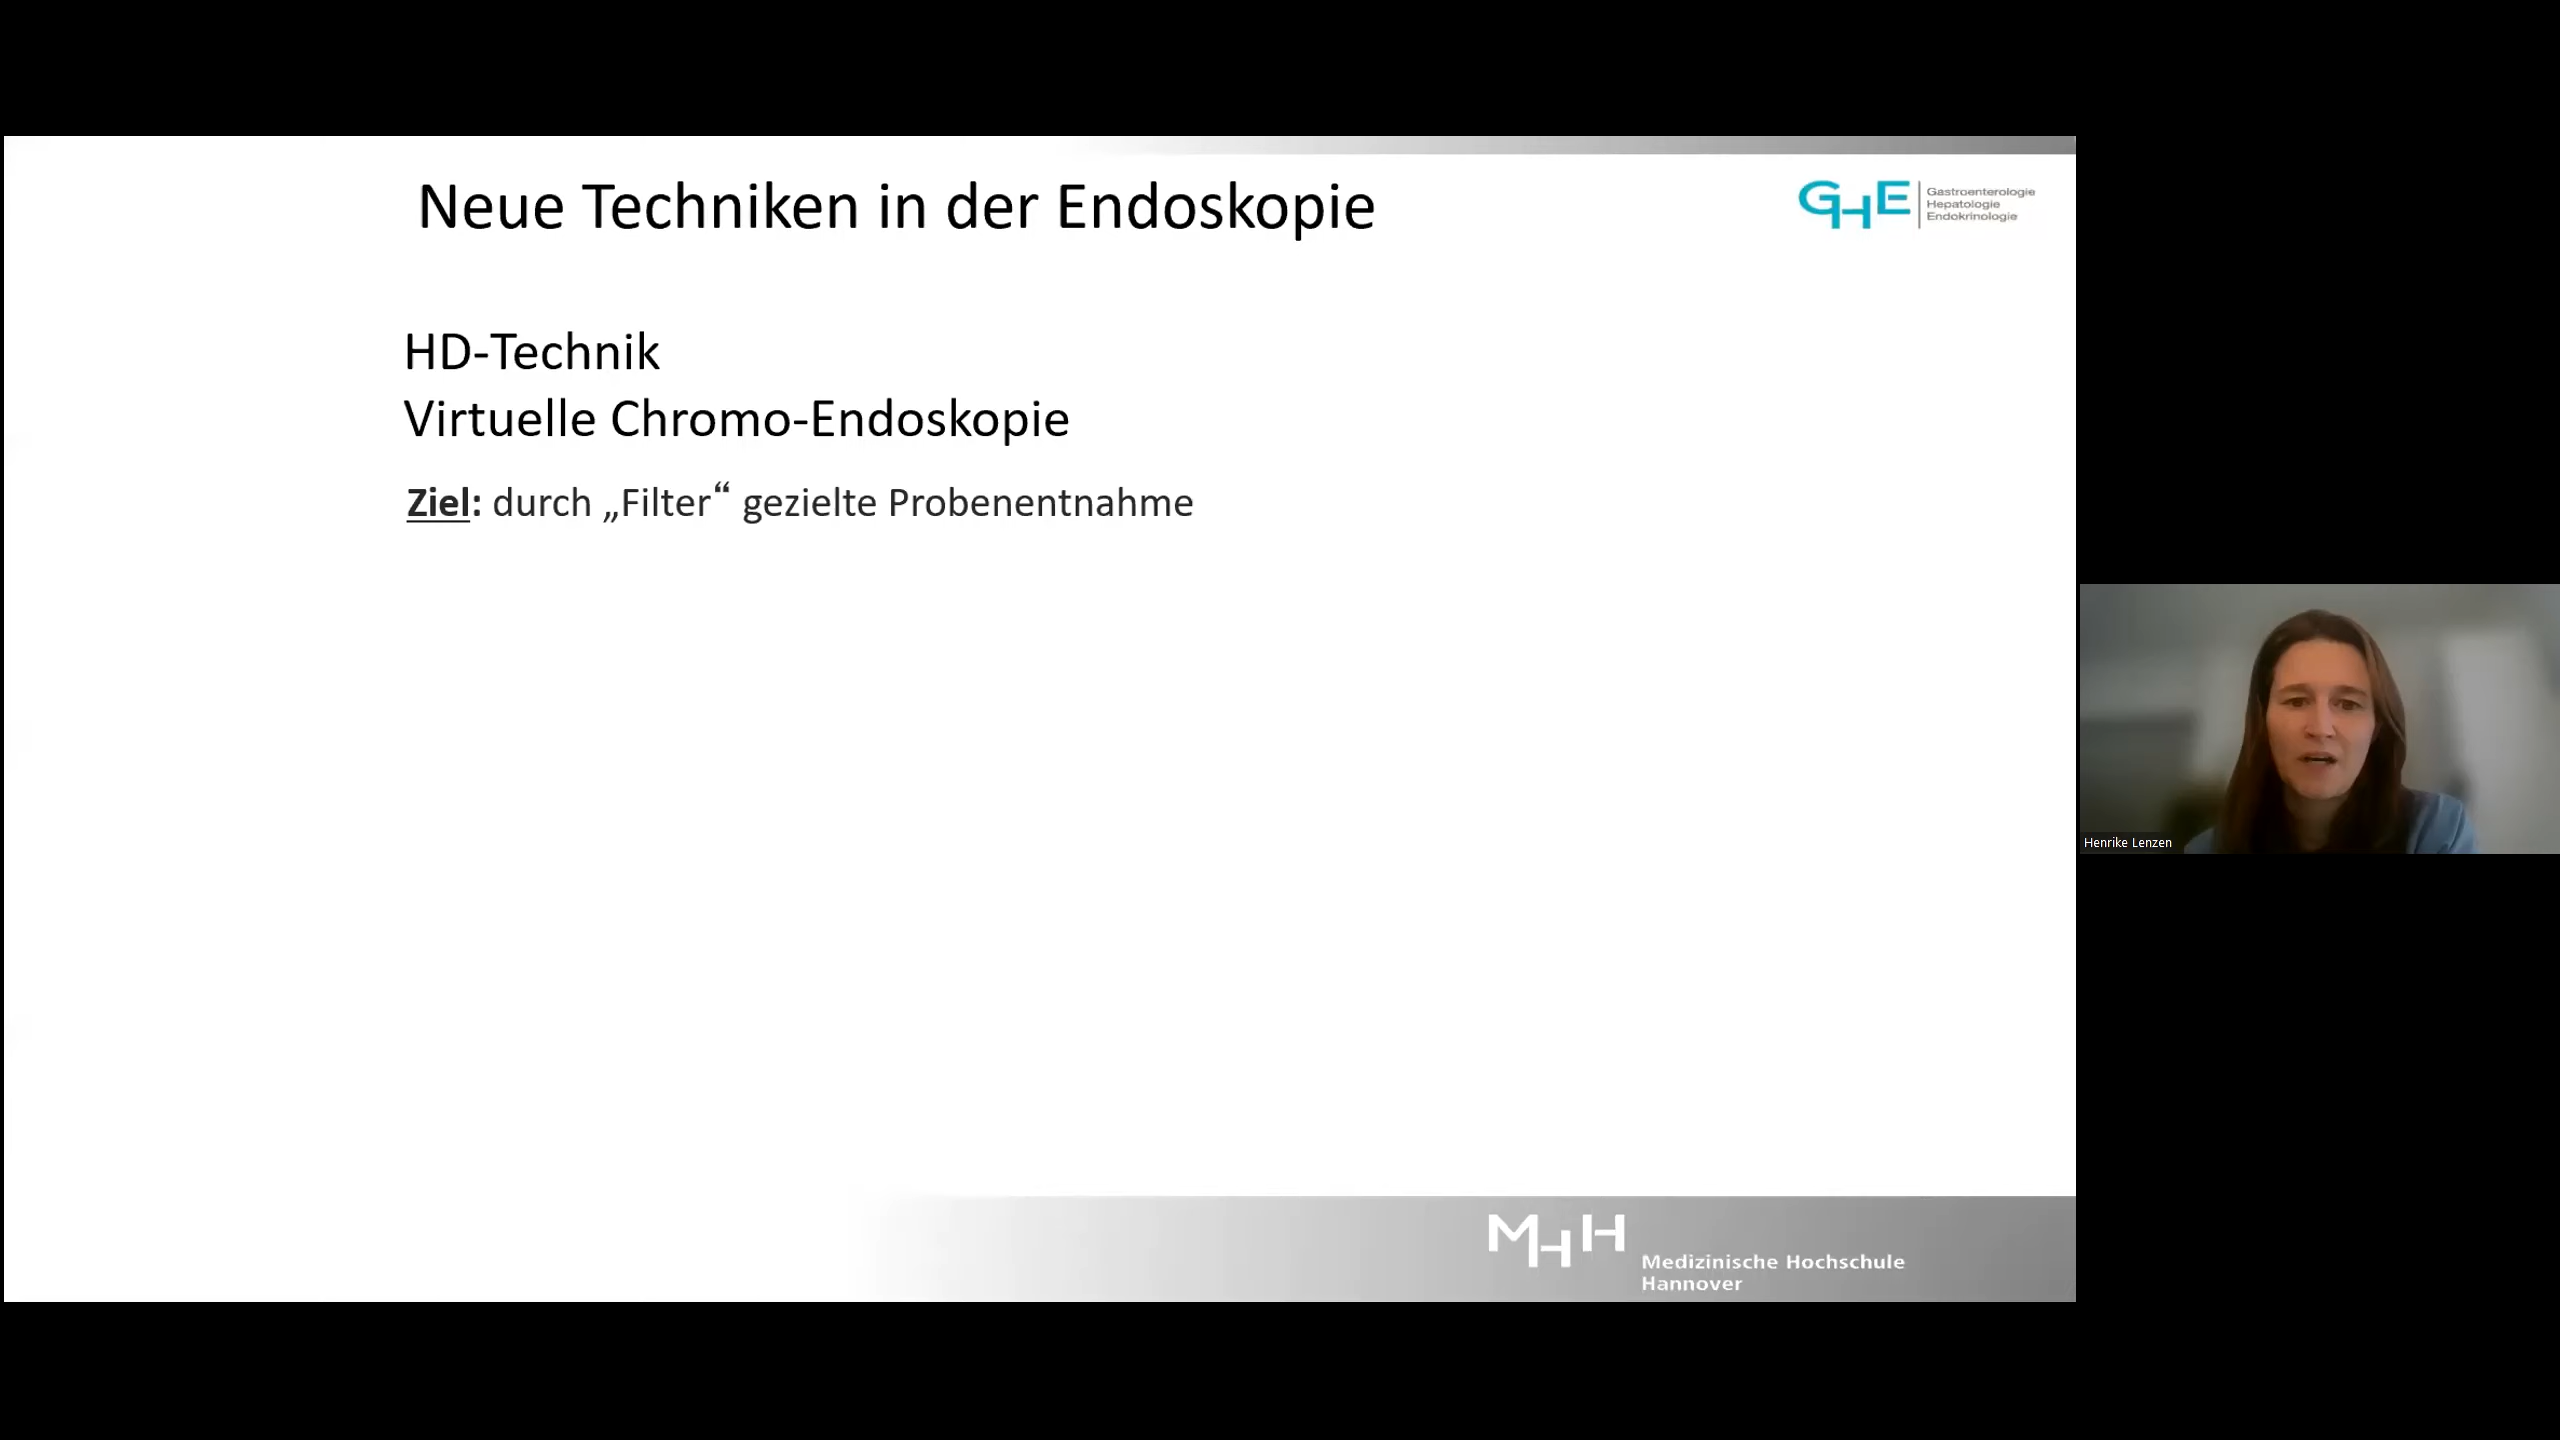 Neue Techniken in der Endoskopie
GHE
Gastroenterologie
Hepatologie
Endokrinologie
HD-Technik
Virtuelle Chromo-Endoskopie
Ziel: durch „Filter“ gezielte Probenentnahme
Henrike Lenzen
MHH
Medizinische Hochschule
Hannover